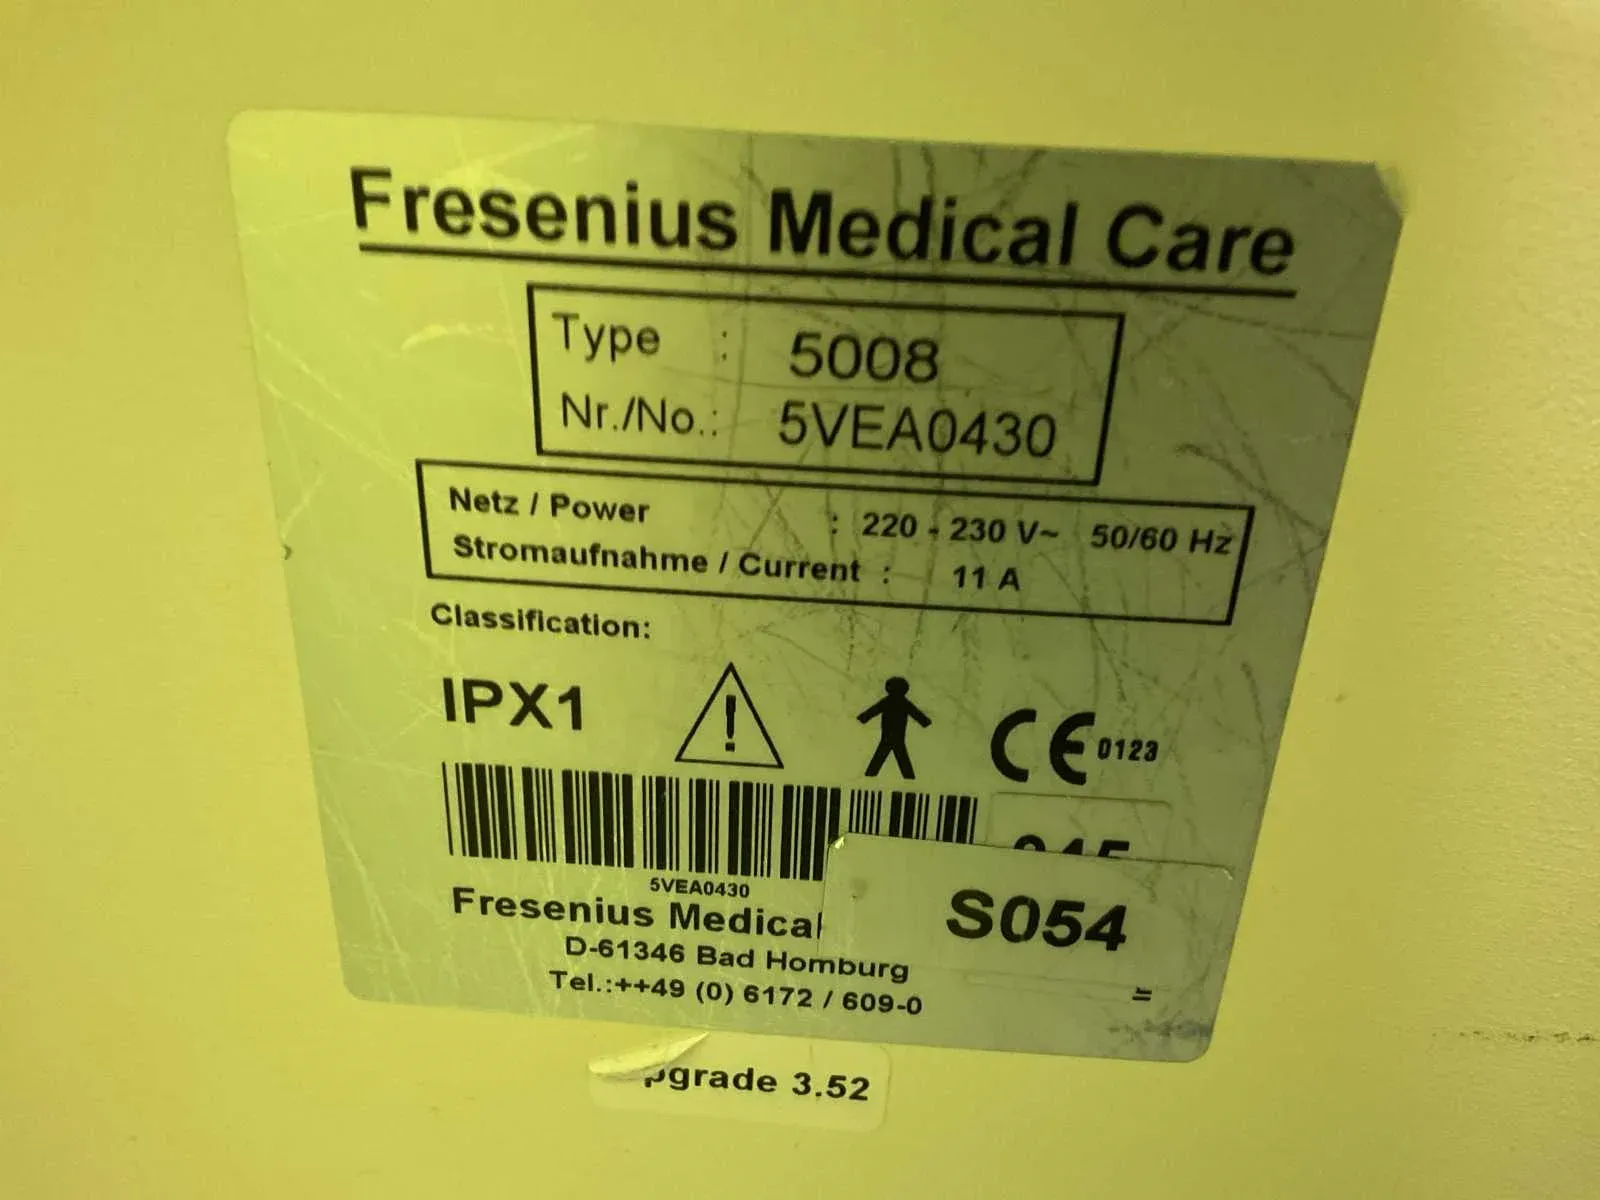 Fresenius Medical Care
Type : 5008
Nr./No.: 5VEA0430
Netz / Power : 220 - 230 V~ 50/60 Hz
Stromaufnahme / Current : 11 A
Classification:
IPX1 ! CE 0123
5VEA0430
S054
Fresenius Medical
D-61346 Bad Homburg
Tel.:++49 (0) 6172 / 609-0
pgrade 3.52